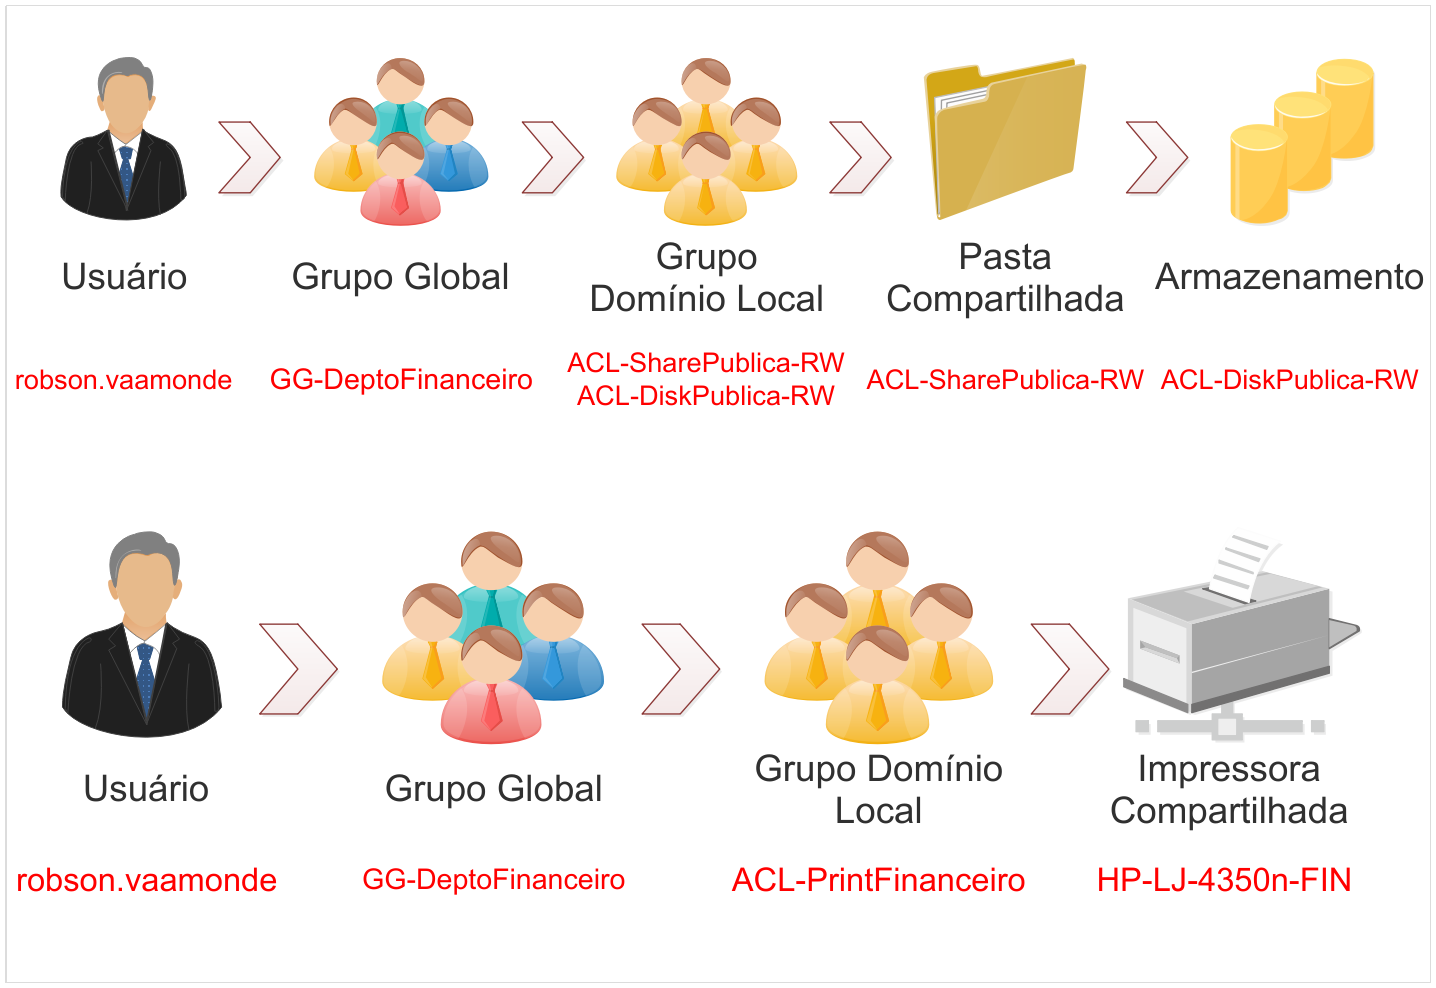 Usuário
Grupo Global
Grupo
Domínio Local
Pasta
Compartilhada
Armazenamento
robson.vaamonde
GG-DeptoFinanceiro
ACL-SharePublica-RW
ACL-DiskPublica-RW
ACL-SharePublica-RW
ACL-DiskPublica-RW
Usuário
Grupo Global
Grupo Domínio
Local
Impressora
Compartilhada
robson.vaamonde
GG-DeptoFinanceiro
ACL-PrintFinanceiro
HP-LJ-4350n-FIN